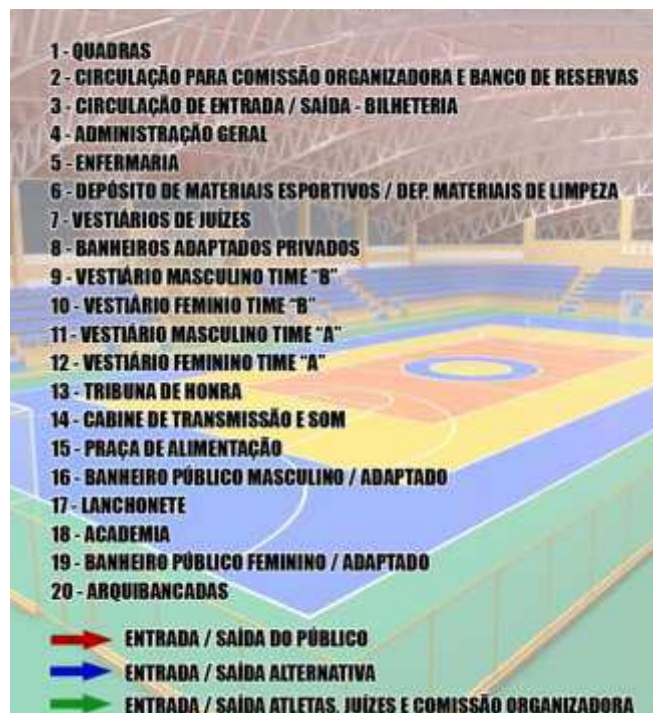 1 - QUADRAS
2 - CIRCULAÇÃO PARA COMISSÃO ORGANIZADORA E BANCO DE RESERVAS
3 - CIRCULAÇÃO DE ENTRADA / SAÍDA - BILHETERIA
4 - ADMINISTRAÇÃO GERAL
5 - ENFERMARIA
6 - DEPÓSITO DE MATERIAIS ESPORTIVOS / DEP. MATERIAIS DE LIMPEZA
7 - VESTIÁRIOS DE JUÍZES
8 - BANHEIROS ADAPTADOS PRIVADOS
9 - VESTIÁRIO MASCULINO TIME “B”
10 - VESTIÁRIO FEMINIO TIME “B”
11 - VESTIÁRIO MASCULINO TIME “A”
12 - VESTIÁRIO FEMININO TIME “A”
13 - TRIBUNA DE HONRA
14 - CABINE DE TRANSMISSÃO E SOM
15 - PRAÇA DE ALIMENTAÇÃO
16 - BANHEIRO PÚBLICO MASCULINO / ADAPTADO
17 - LANCHONETE
18 - ACADEMIA
19 - BANHEIRO PÚBLICO FEMININO / ADAPTADO
20 - ARQUIBANCADAS
ENTRADA / SAÍDA DO PÚBLICO
ENTRADA / SAÍDA ALTERNATIVA
ENTRADA / SAÍDA ATLETAS, JUÍZES E COMISSÃO ORGANIZADORA